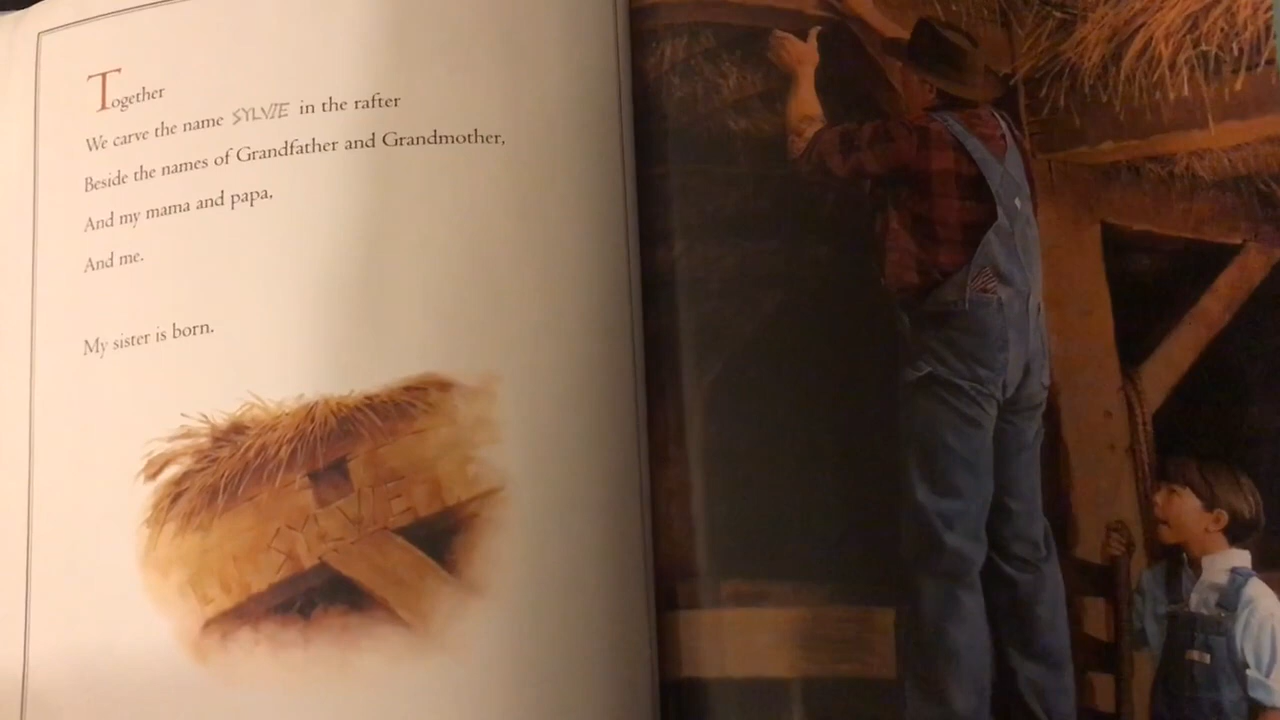 Together
We carve the name SYLVIE in the rafter
Beside the names of Grandfather and Grandmother,
And my mama and papa,
And me.
My sister is born.
SYLVIE